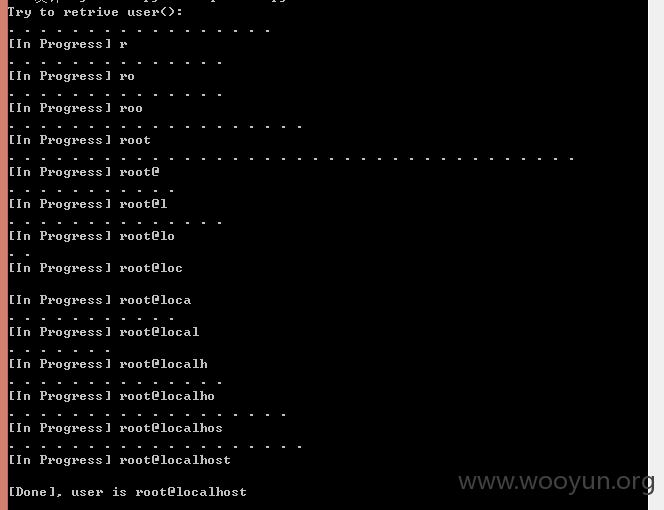 Try to retrive user():
. . . . . . . . . . . . . . . . .
[In Progress] r
. . . . . . . . . . . . . .
[In Progress] ro
. . . . . . . . . . . . . .
[In Progress] roo
. . . . . . . . . . . . . . . . . . .
[In Progress] root
. . . . . . . . . . . . . . . . . . . . . . . . . . . . . . . . . . . .
[In Progress] root@
. . . . . . . . . . .
[In Progress] root@l
. . . . . . . . . . . . . .
[In Progress] root@lo
. .
[In Progress] root@loc
[In Progress] root@loca
. . . . . . . . . . .
[In Progress] root@local
. . . . . . .
[In Progress] root@localh
. . . . . . . . . . . . . .
[In Progress] root@localho
. . . . . . . . . . . . . . . . . .
[In Progress] root@localhos
. . . . . . . . . . . . . . . . . . .
[In Progress] root@localhost
[Done], user is root@localhost
www.wooyun.org